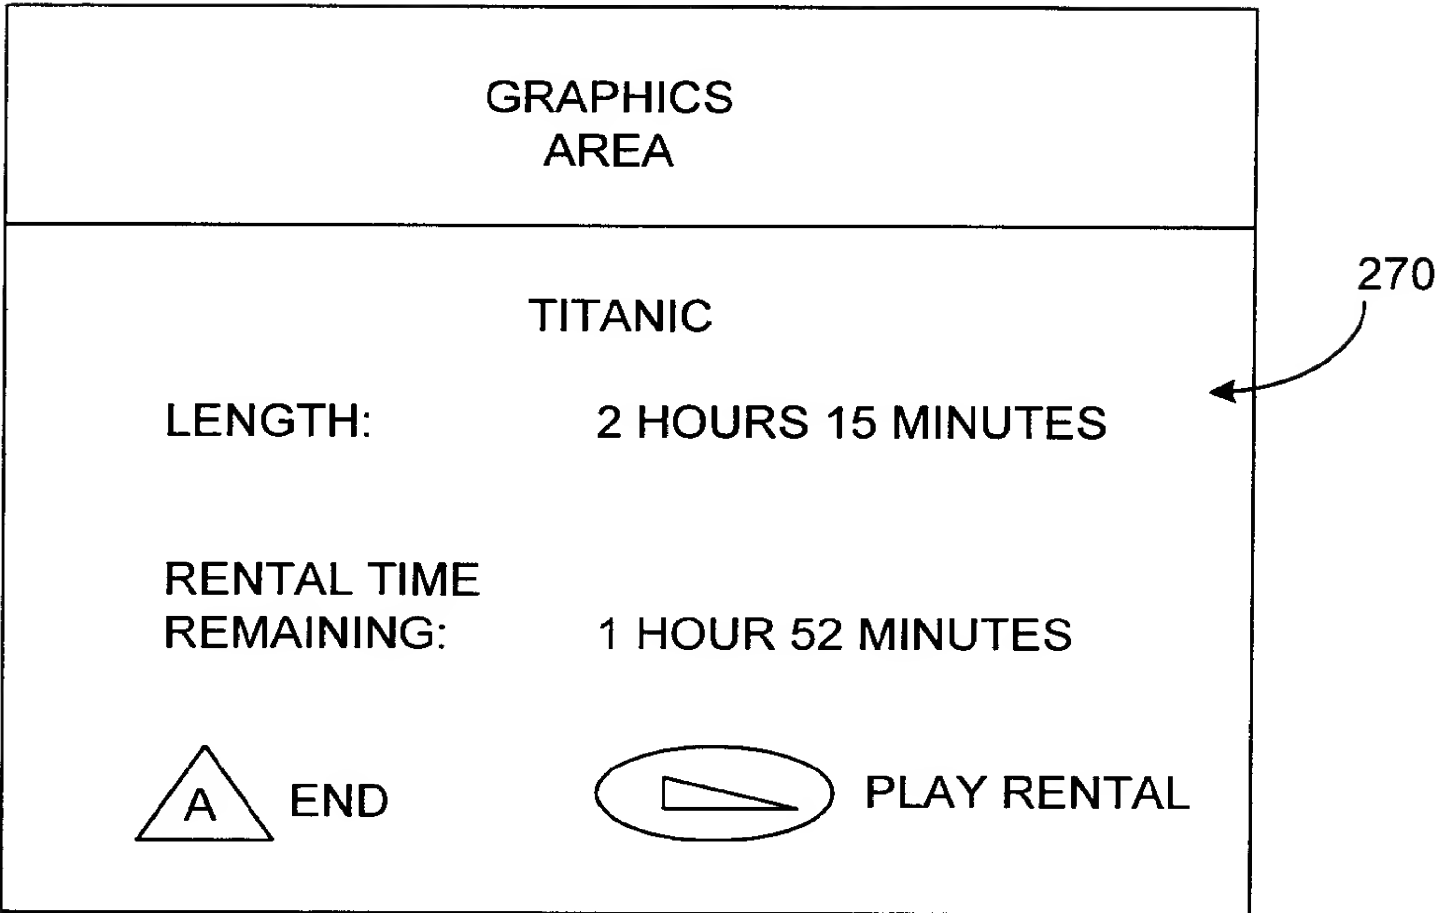 GRAPHICS
AREA
270
TITANIC
LENGTH: 2 HOURS 15 MINUTES
RENTAL TIME
REMAINING: 1 HOUR 52 MINUTES
A END PLAY RENTAL